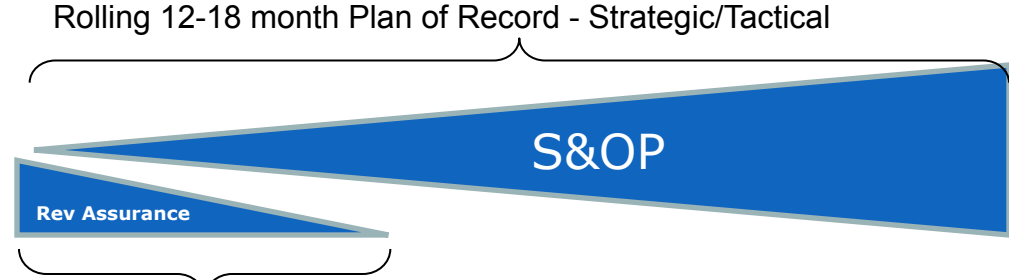 Rolling 12-18 month Plan of Record - Strategic/Tactical
S&OP
Rev Assurance